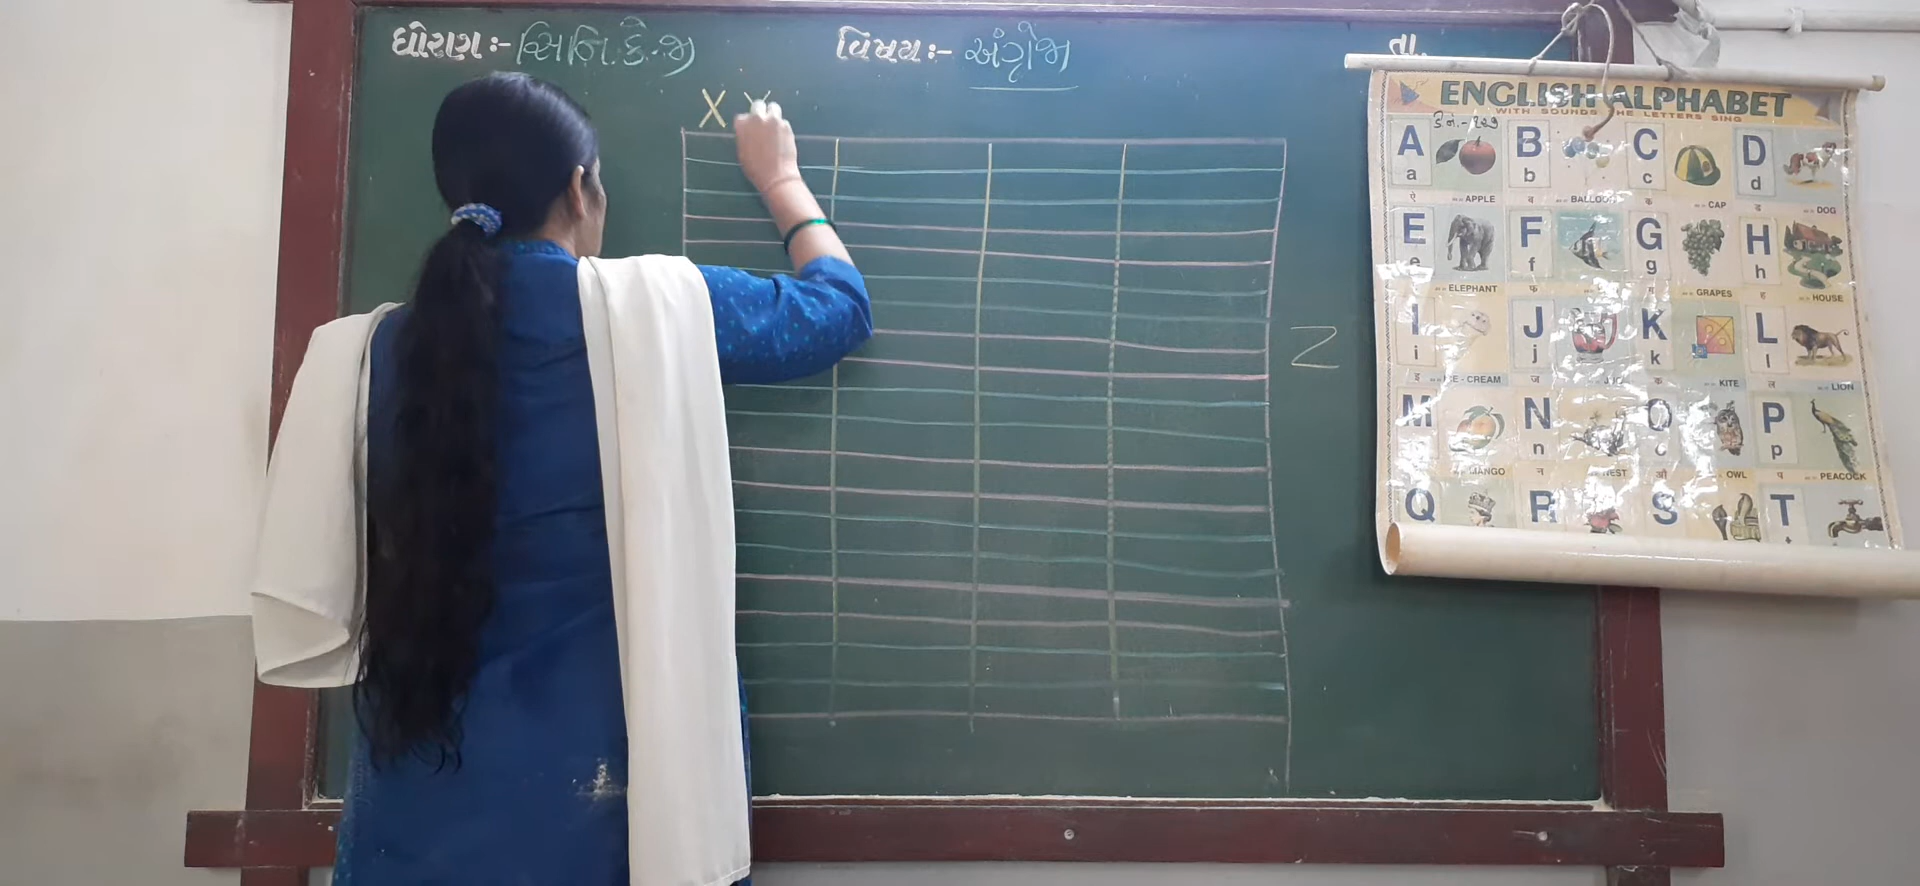 ધોરણ:- સિનિ.કે.જી વિષય:- અંગ્રેજી તા.
X
Z
ENGLISH ALPHABET
WITH SOUNDS THE LETTERS SING
A B C D
a b c d
APPLE BALLOON CAP DOG
E F G H
e f g h
ELEPHANT GRAPES HOUSE
I J K L
i j k l
ICE-CREAM JUG KITE LION
M N O P
n p
MANGO NEST OWL PEACOCK
Q R S T